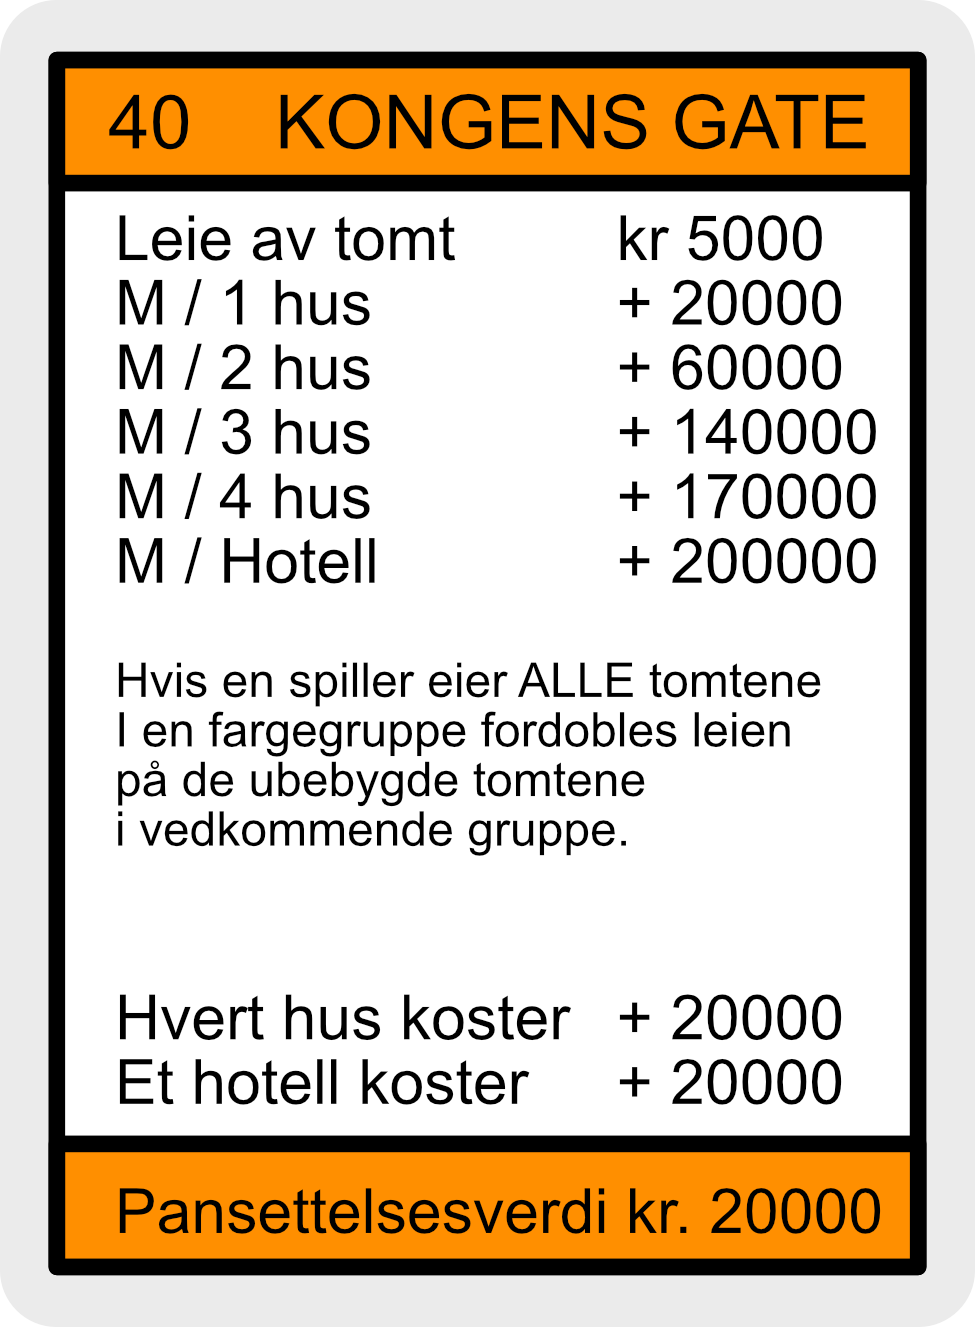 40 KONGENS GATE
Leie av tomt kr 5000
M / 1 hus + 20000
M / 2 hus + 60000
M / 3 hus + 140000
M / 4 hus + 170000
M / Hotell + 200000
Hvis en spiller eier ALLE tomtene
I en fargegruppe fordobles leien
på de ubebygde tomtene
i vedkommende gruppe.
Hvert hus koster + 20000
Et hotell koster + 20000
Pansettelsesverdi kr. 20000